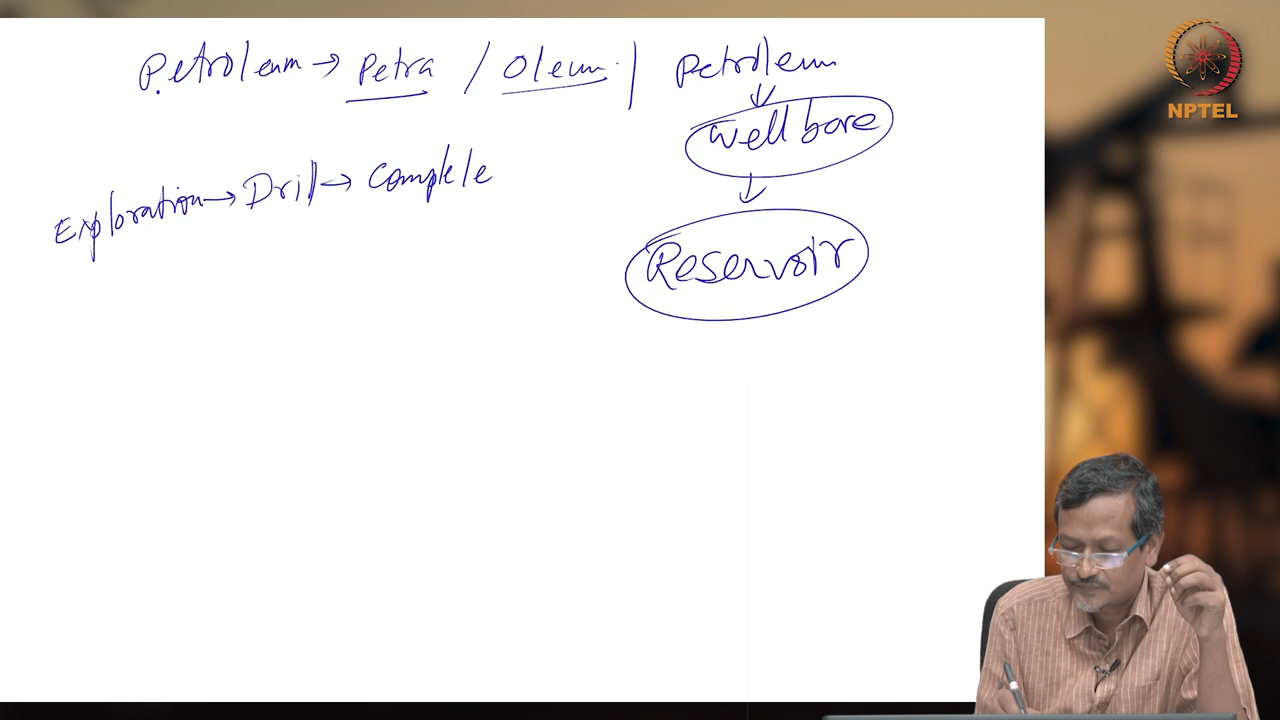 Petroleum → Petra / Oleum | Petroleum
Well bore
Exploration → Drill → Complete
Reservoir
NPTEL